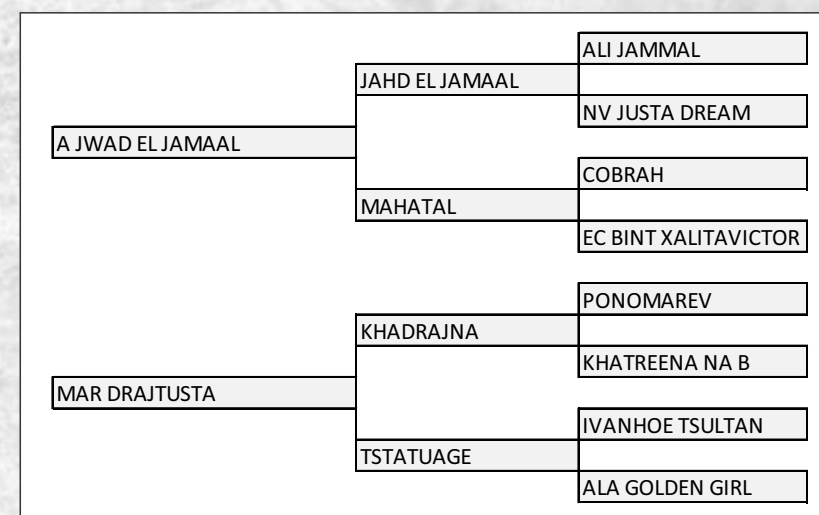 ALI JAMMAL
JAHD EL JAMAAL
NV JUSTA DREAM
A JWAD EL JAMAAL
COBRAH
MAHATAL
EC BINT XALITAVICTOR
PONOMAREV
KHADRAJNA
KHATREENA NA B
MAR DRAJTUSTA
IVANHOE TSULTAN
TSTATUAGE
ALA GOLDEN GIRL